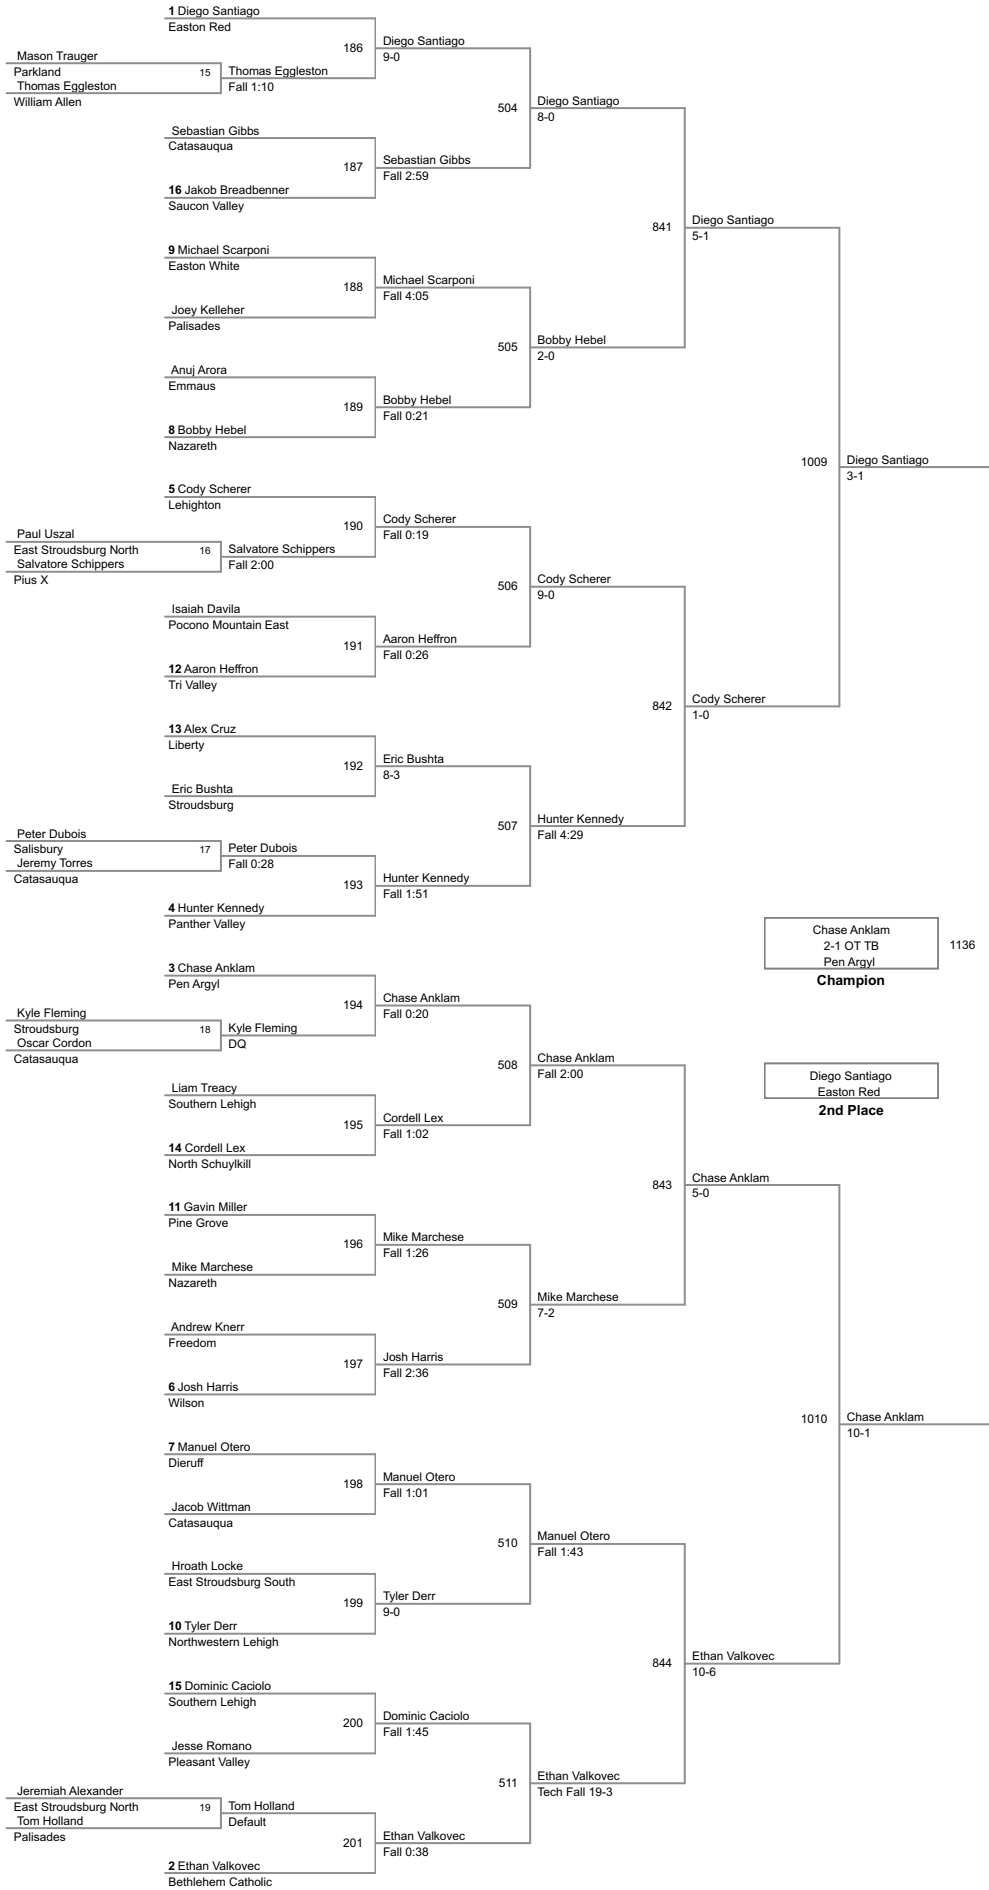 1 Diego Santiago
Easton Red
186
Diego Santiago
9-0
Mason Trauger
Parkland
15
Thomas Eggleston
William Allen
Thomas Eggleston
Fall 1:10
504
Diego Santiago
8-0
Sebastian Gibbs
Catasauqua
187
Sebastian Gibbs
Fall 2:59
16 Jakob Breadbenner
Saucon Valley
841
Diego Santiago
5-1
9 Michael Scarponi
Easton White
188
Michael Scarponi
Fall 4:05
Joey Kelleher
Palisades
505
Bobby Hebel
2-0
Anuj Arora
Emmaus
189
Bobby Hebel
Fall 0:21
8 Bobby Hebel
Nazareth
1009
Diego Santiago
3-1
5 Cody Scherer
Lehighton
190
Cody Scherer
Fall 0:19
Paul Uszal
East Stroudsburg North
16
Salvatore Schippers
Pius X
Salvatore Schippers
Fall 2:00
506
Cody Scherer
9-0
Isaiah Davila
Pocono Mountain East
191
Aaron Heffron
Fall 0:26
12 Aaron Heffron
Tri Valley
842
Cody Scherer
1-0
13 Alex Cruz
Liberty
192
Eric Bushta
8-3
Eric Bushta
Stroudsburg
507
Hunter Kennedy
Fall 4:29
Peter Dubois
Salisbury
17
Jeremy Torres
Catasauqua
Peter Dubois
Fall 0:28
193
Hunter Kennedy
Fall 1:51
4 Hunter Kennedy
Panther Valley
Chase Anklam
2-1 OT TB
Pen Argyl
1136
Champion
3 Chase Anklam
Pen Argyl
194
Chase Anklam
Fall 0:20
Kyle Fleming
Stroudsburg
18
Oscar Cordon
Catasauqua
Kyle Fleming
DQ
508
Chase Anklam
Fall 2:00
Diego Santiago
Easton Red
2nd Place
Liam Treacy
Southern Lehigh
195
Cordell Lex
Fall 1:02
14 Cordell Lex
North Schuylkill
843
Chase Anklam
5-0
11 Gavin Miller
Pine Grove
196
Mike Marchese
Fall 1:26
Mike Marchese
Nazareth
509
Mike Marchese
7-2
Andrew Knerr
Freedom
197
Josh Harris
Fall 2:36
6 Josh Harris
Wilson
1010
Chase Anklam
10-1
7 Manuel Otero
Dieruff
198
Manuel Otero
Fall 1:01
Jacob Wittman
Catasauqua
510
Manuel Otero
Fall 1:43
Hroath Locke
East Stroudsburg South
199
Tyler Derr
9-0
10 Tyler Derr
Northwestern Lehigh
844
Ethan Valkovec
10-6
15 Dominic Caciolo
Southern Lehigh
200
Dominic Caciolo
Fall 1:45
Jesse Romano
Pleasant Valley
511
Ethan Valkovec
Tech Fall 19-3
Jeremiah Alexander
East Stroudsburg North
19
Tom Holland
Palisades
Tom Holland
Default
201
Ethan Valkovec
Fall 0:38
2 Ethan Valkovec
Bethlehem Catholic